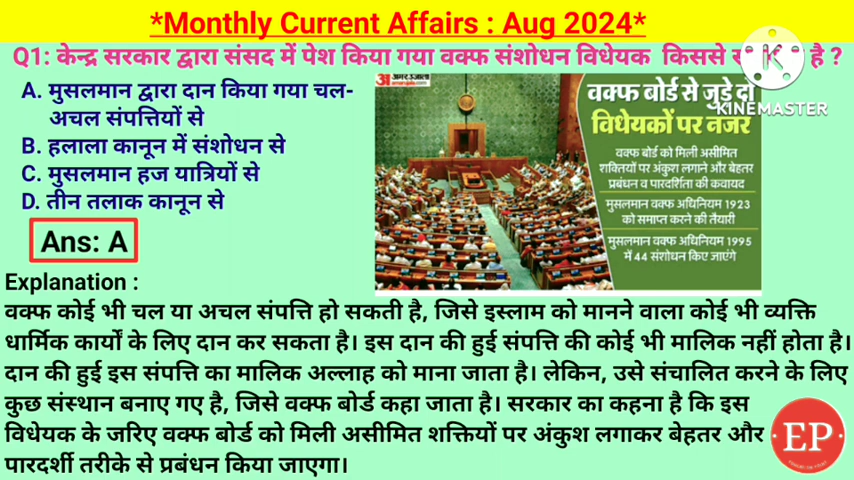 *Monthly Current Affairs : Aug 2024*
Q1: केन्द्र सरकार द्वारा संसद में पेश किया गया वक्फ संशोधन विधेयक किससे है ?
A. मुसलमान द्वारा दान किया गया चल-
अचल संपत्तियों से
B. हलाला कानून में संशोधन से
C. मुसलमान हज यात्रियों से
D. तीन तलाक कानून से
Ans: A
अमर उजाला
वक्फ बोर्ड से जुड़े दो
विधेयकों पर नजर
वक्फ बोर्ड को मिली असीमित
शक्तियों पर अंकुश लगाने और बेहतर
प्रबंधन व पारदर्शिता की कवायद
मुसलमान वक्फ अधिनियम 1923
को समाप्त करने की तैयारी
मुसलमान वक्फ अधिनियम 1995
में 44 संशोधन किए जाएंगे
KINEMASTER
Explanation :
वक्फ कोई भी चल या अचल संपत्ति हो सकती है, जिसे इस्लाम को मानने वाला कोई भी व्यक्ति
धार्मिक कार्यों के लिए दान कर सकता है। इस दान की हुई संपत्ति की कोई भी मालिक नहीं होता है।
दान की हुई इस संपत्ति का मालिक अल्लाह को माना जाता है। लेकिन, उसे संचालित करने के लिए
कुछ संस्थान बनाए गए है, जिसे वक्फ बोर्ड कहा जाता है। सरकार का कहना है कि इस
विधेयक के जरिए वक्फ बोर्ड को मिली असीमित शक्तियों पर अंकुश लगाकर बेहतर और
पारदर्शी तरीके से प्रबंधन किया जाएगा।
EP